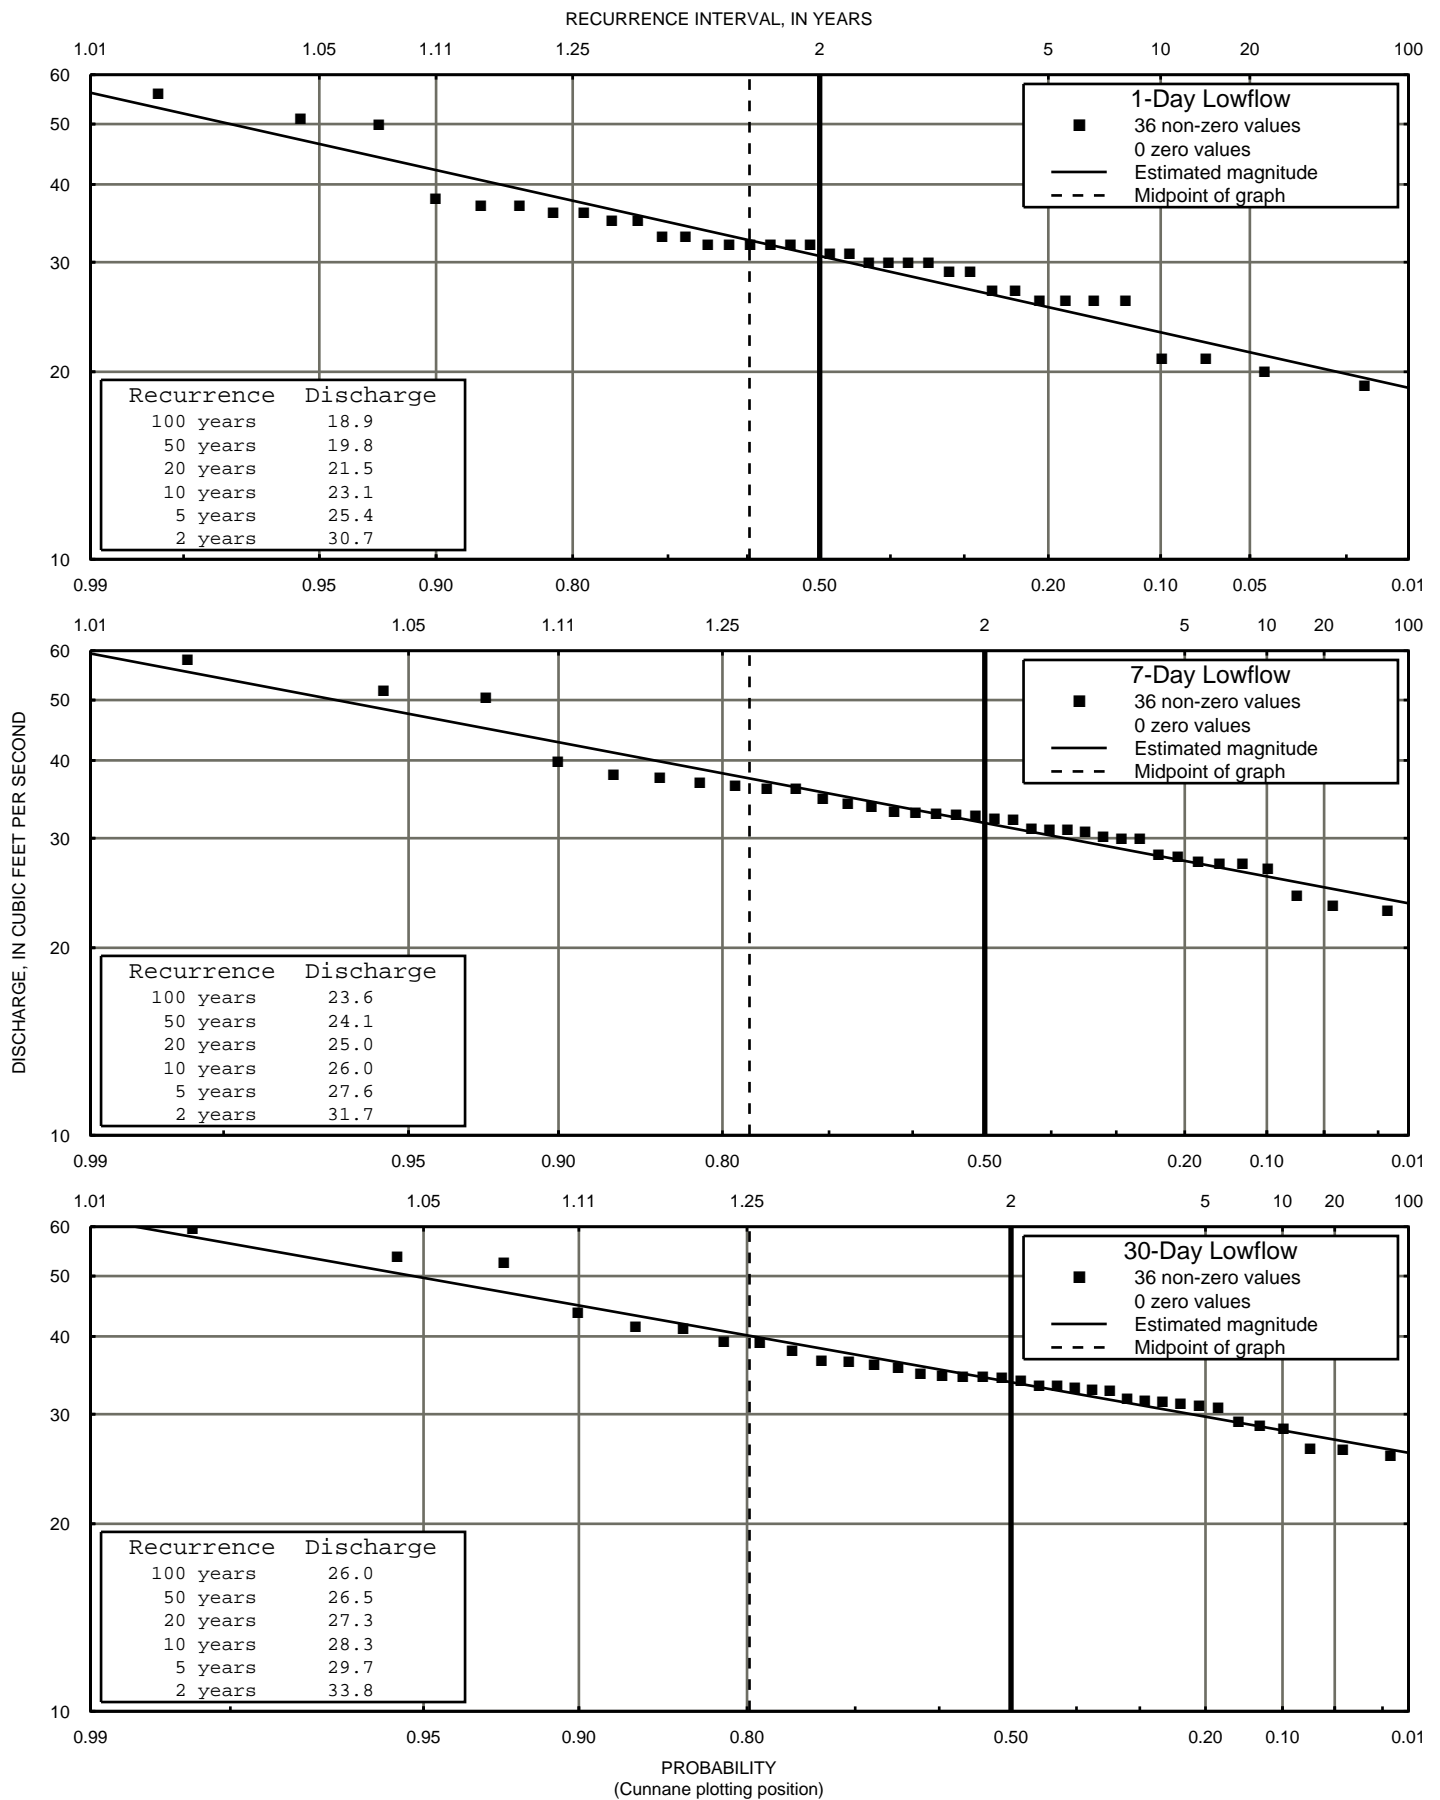 RECURRENCE INTERVAL, IN YEARS
1.01 1.05 1.11 1.25 2 5 10 20 100
60
50
40
30
20
10
1-Day Lowflow
36 non-zero values
0 zero values
Estimated magnitude
Midpoint of graph
Recurrence Discharge
100 years 18.9
50 years 19.8
20 years 21.5
10 years 23.1
5 years 25.4
2 years 30.7
0.99 0.95 0.90 0.80 0.50 0.20 0.10 0.05 0.01
1.01 1.05 1.11 1.25 2 5 10 20 100
60
50
40
30
20
10
7-Day Lowflow
36 non-zero values
0 zero values
Estimated magnitude
Midpoint of graph
DISCHARGE, IN CUBIC FEET PER SECOND
Recurrence Discharge
100 years 23.6
50 years 24.1
20 years 25.0
10 years 26.0
5 years 27.6
2 years 31.7
0.99 0.95 0.90 0.80 0.50 0.20 0.10 0.01
1.01 1.05 1.11 1.25 2 5 10 20 100
60
50
40
30
20
10
30-Day Lowflow
36 non-zero values
0 zero values
Estimated magnitude
Midpoint of graph
Recurrence Discharge
100 years 26.0
50 years 26.5
20 years 27.3
10 years 28.3
5 years 29.7
2 years 33.8
0.99 0.95 0.90 0.80 0.50 0.20 0.10 0.01
PROBABILITY
(Cunnane plotting position)